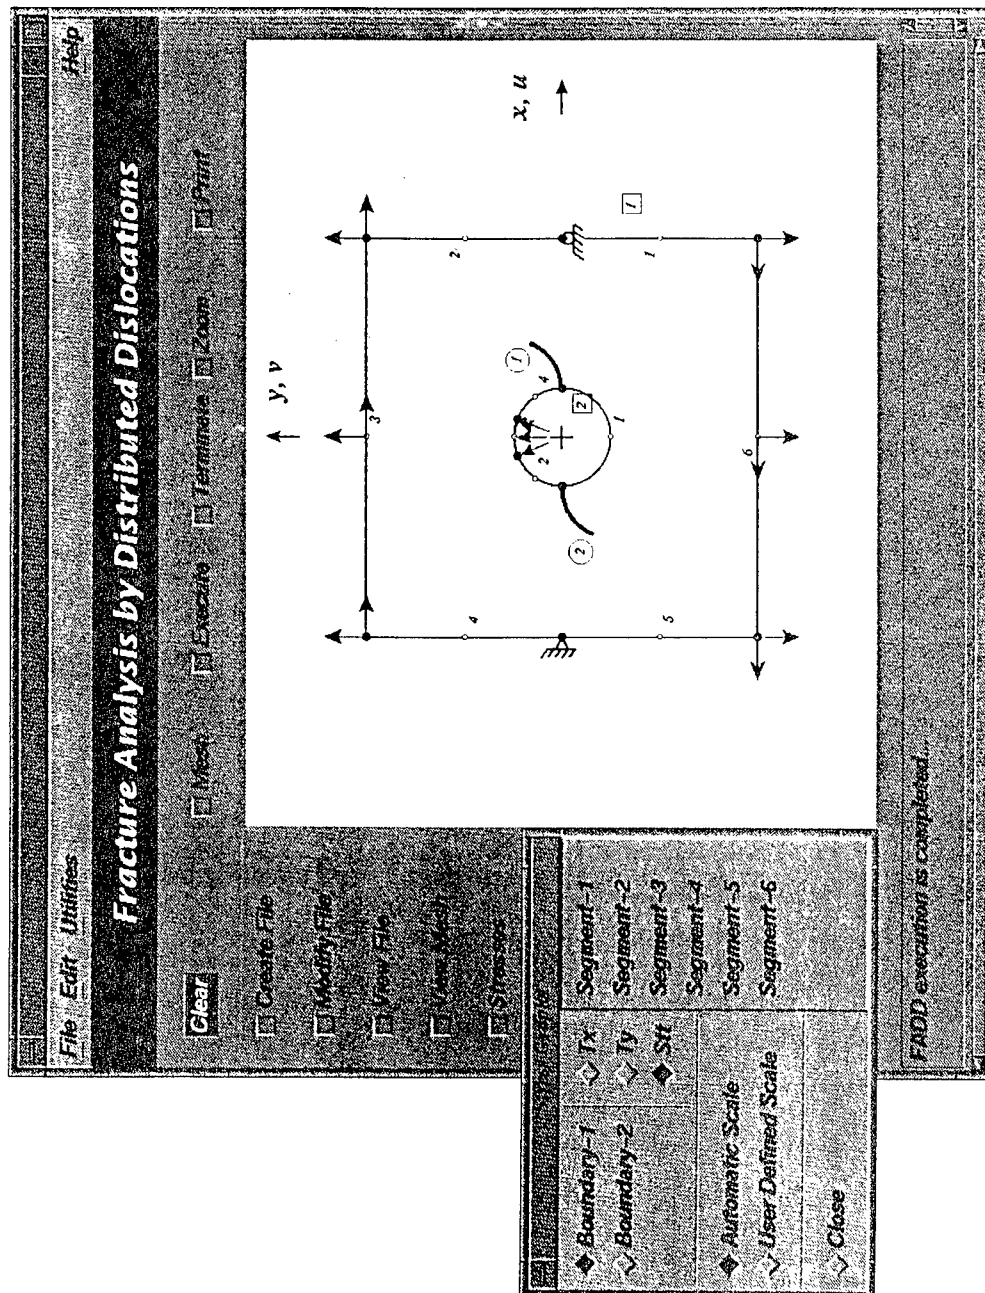 File Edit Utilities Help
Fracture Analysis by Distributed Dislocations
Clear Mesh Execute Terminate Zoom Print
Create File
Modify File
View File
View Mesh
Stresses
y, v
x, u
3
2
1
4
5
6
1
1
2
4
2
2
1
Boundary-1
Boundary-2
Tx
Ty
Stt
Segment-1
Segment-2
Segment-3
Segment-4
Segment-5
Segment-6
Automatic Scale
User Defined Scale
Close
FADD execution is completed...